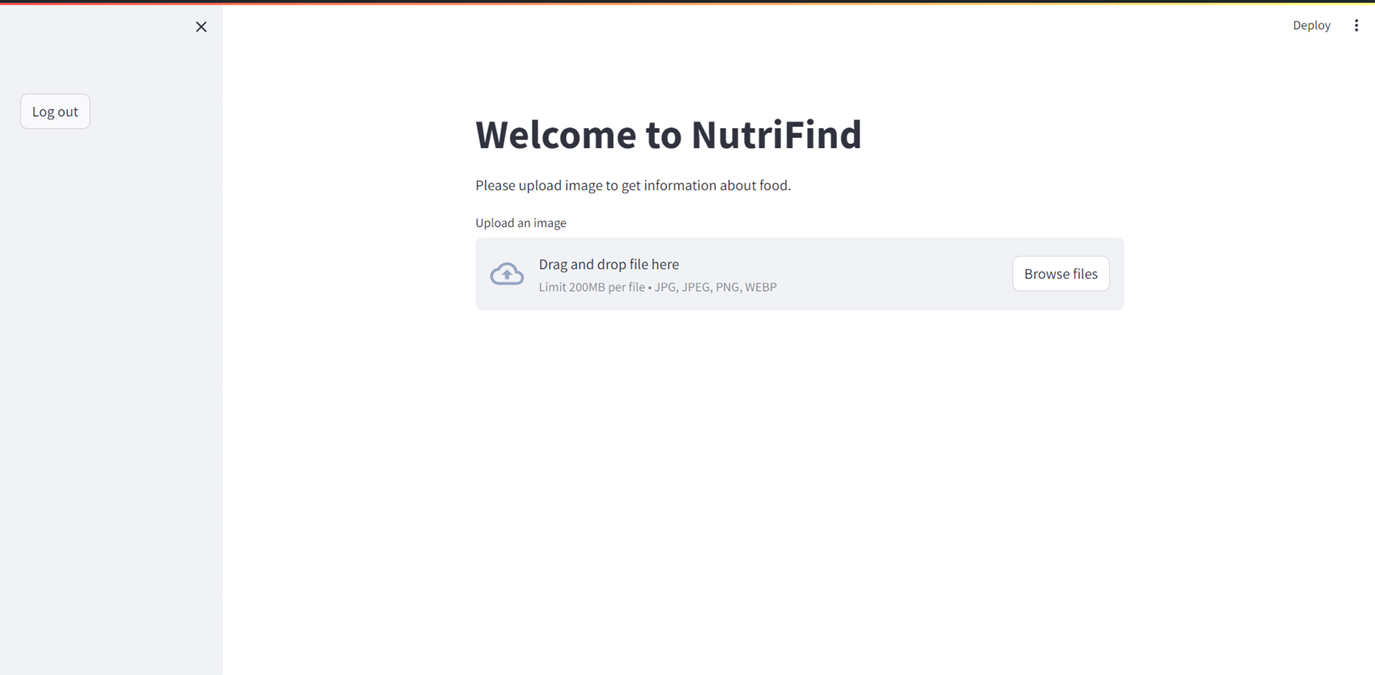 Deploy
Log out
Welcome to NutriFind
Please upload image to get information about food.
Upload an image
Drag and drop file here
Limit 200MB per file • JPG, JPEG, PNG, WEBP
Browse files